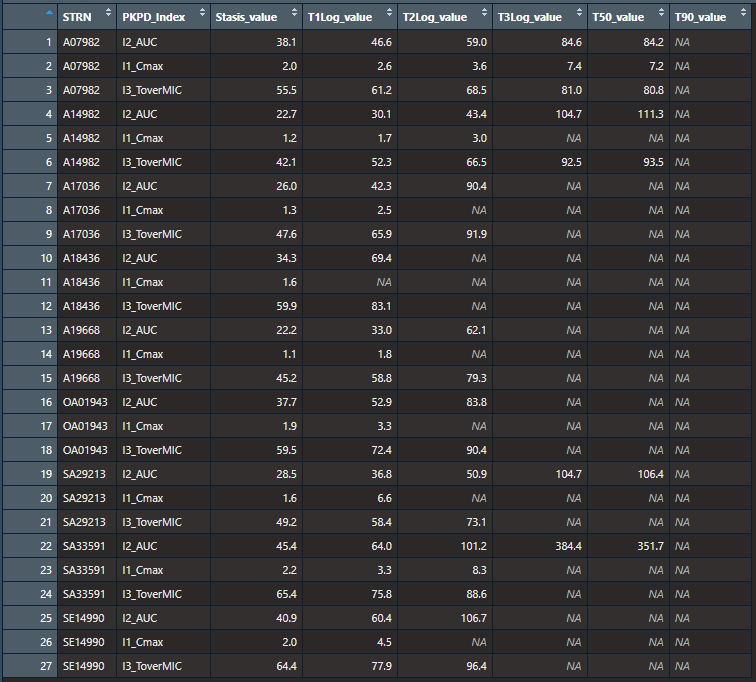 STRN PKPD_Index Stasis_value T1Log_value T2Log_value T3Log_value T50_value T90_value
1 A07982 I2_AUC 38.1 46.6 59.0 84.6 84.2 NA
2 A07982 I1_Cmax 2.0 2.6 3.6 7.4 7.2 NA
3 A07982 I3_ToverMIC 55.5 61.2 68.5 81.0 80.8 NA
4 A14982 I2_AUC 22.7 30.1 43.4 104.7 111.3 NA
5 A14982 I1_Cmax 1.2 1.7 3.0 NA NA NA
6 A14982 I3_ToverMIC 42.1 52.3 66.5 92.5 93.5 NA
7 A17036 I2_AUC 26.0 42.3 90.4 NA NA NA
8 A17036 I1_Cmax 1.3 2.5 NA NA NA NA
9 A17036 I3_ToverMIC 47.6 65.9 91.9 NA NA NA
10 A18436 I2_AUC 34.3 69.4 NA NA NA NA
11 A18436 I1_Cmax 1.6 NA NA NA NA NA
12 A18436 I3_ToverMIC 59.9 83.1 NA NA NA NA
13 A19668 I2_AUC 22.2 33.0 62.1 NA NA NA
14 A19668 I1_Cmax 1.1 1.8 NA NA NA NA
15 A19668 I3_ToverMIC 45.2 58.8 79.3 NA NA NA
16 OA01943 I2_AUC 37.7 52.9 83.8 NA NA NA
17 OA01943 I1_Cmax 1.9 3.3 NA NA NA NA
18 OA01943 I3_ToverMIC 59.5 72.4 90.4 NA NA NA
19 SA29213 I2_AUC 28.5 36.8 50.9 104.7 106.4 NA
20 SA29213 I1_Cmax 1.6 6.6 NA NA NA NA
21 SA29213 I3_ToverMIC 49.2 58.4 73.1 NA NA NA
22 SA33591 I2_AUC 45.4 64.0 101.2 384.4 351.7 NA
23 SA33591 I1_Cmax 2.2 3.3 8.3 NA NA NA
24 SA33591 I3_ToverMIC 65.4 75.8 88.6 NA NA NA
25 SE14990 I2_AUC 40.9 60.4 106.7 NA NA NA
26 SE14990 I1_Cmax 2.0 4.5 NA NA NA NA
27 SE14990 I3_ToverMIC 64.4 77.9 96.4 NA NA NA